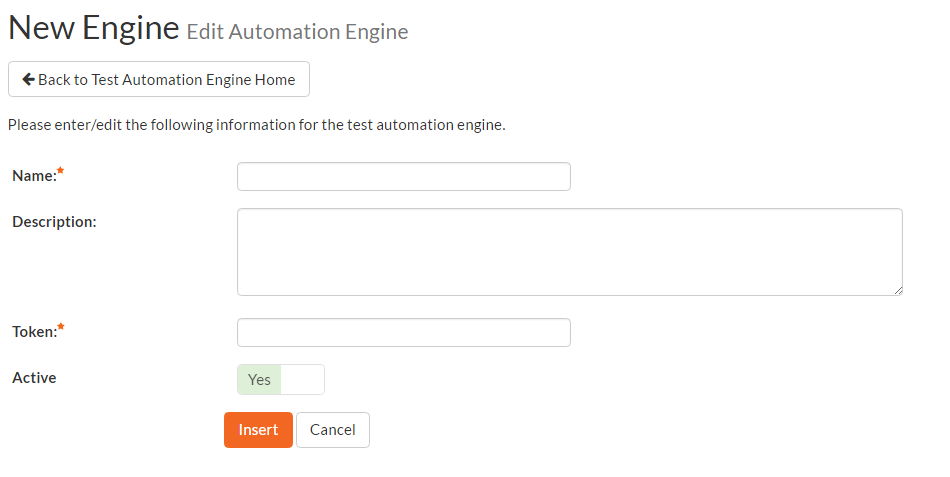 New Engine Edit Automation Engine
Back to Test Automation Engine Home
Please enter/edit the following information for the test automation engine.
Name:*
Description:
Token:*
Active Yes
Insert Cancel